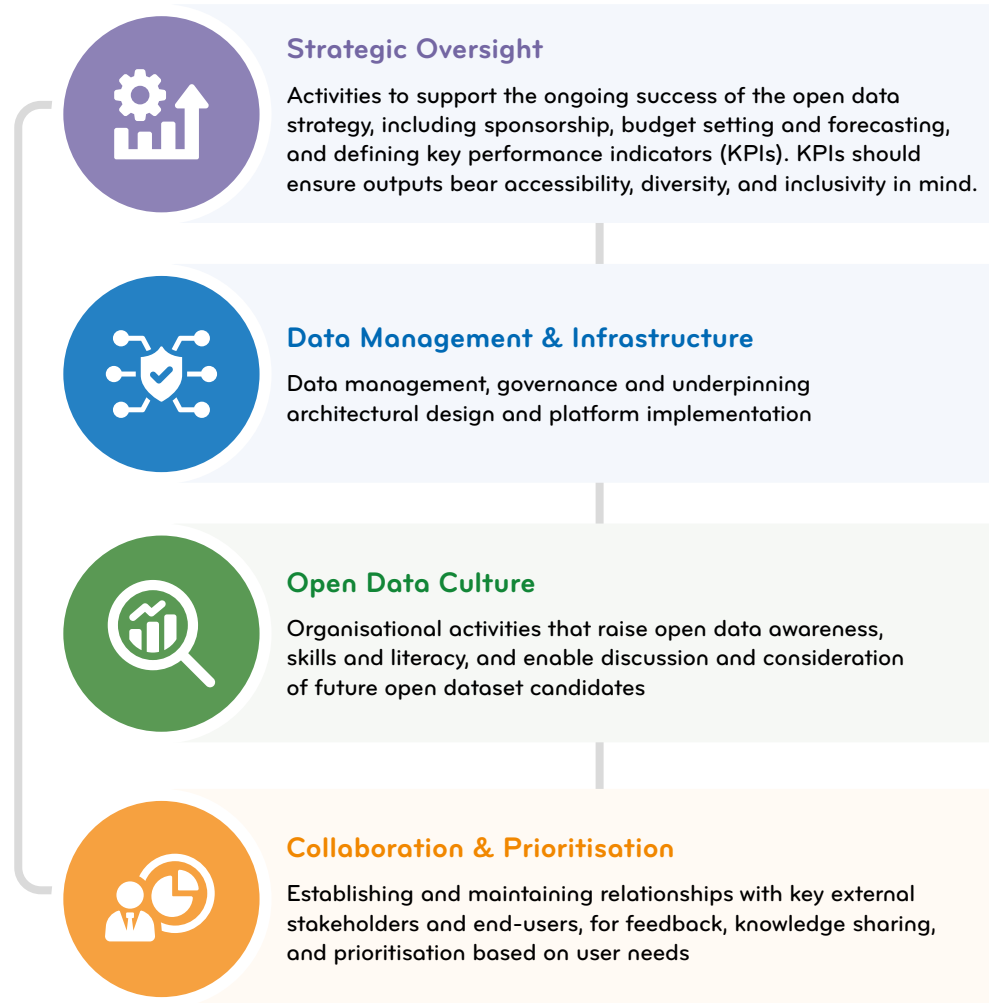 Strategic Oversight
Activities to support the ongoing success of the open data
strategy, including sponsorship, budget setting and forecasting,
and defining key performance indicators (KPIs). KPIs should
ensure outputs bear accessibility, diversity, and inclusivity in mind.
Data Management & Infrastructure
Data management, governance and underpinning
architectural design and platform implementation
Open Data Culture
Organisational activities that raise open data awareness,
skills and literacy, and enable discussion and consideration
of future open dataset candidates
Collaboration & Prioritisation
Establishing and maintaining relationships with key external
stakeholders and end-users, for feedback, knowledge sharing,
and prioritisation based on user needs